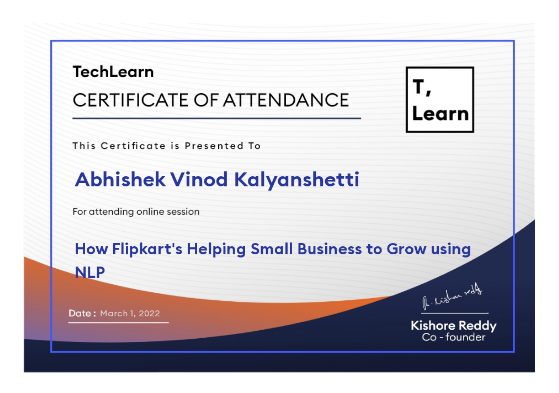 TechLearn
CERTIFICATE OF ATTENDANCE
T,
Learn
This Certificate is Presented To
Abhishek Vinod Kalyanshetti
For attending online session
How Flipkart's Helping Small Business to Grow using
NLP
Date : March 1, 2022
Kishore Reddy
Co - founder